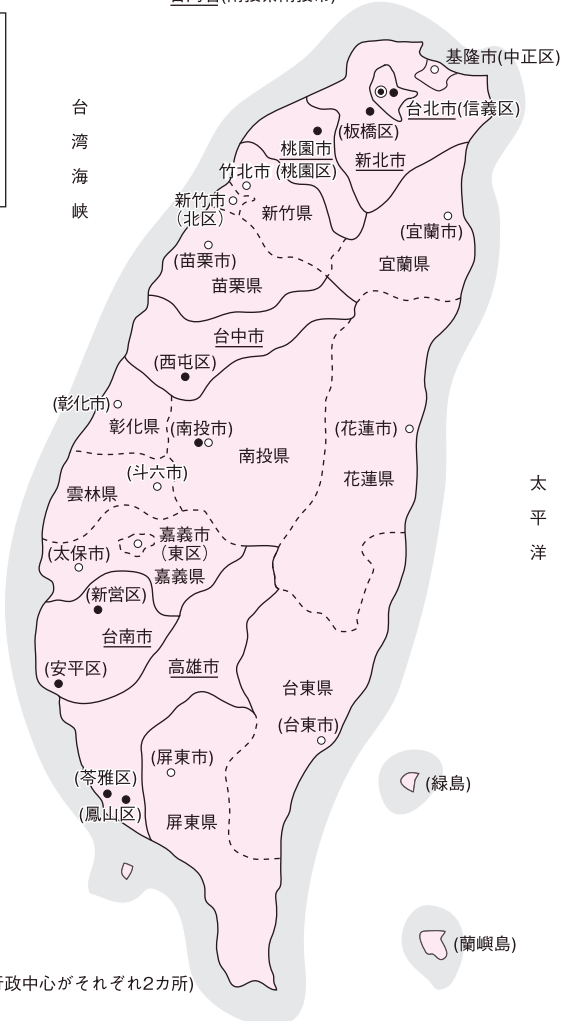 基隆市(中正区)
台北市(信義区)
(板橋区)
新北市
桃園市
(桃園区)
竹北市
新竹市
(北区)
新竹県
(宜蘭市)
宜蘭県
(苗栗市)
苗栗県
台湾海峡
台中市
(西屯区)
(彰化市)
彰化県
(南投市)
南投県
(花蓮市)
花蓮県
(斗六市)
雲林県
太平洋
嘉義市
(東区)
(太保市)
嘉義県
(新営区)
台南市
(安平区)
高雄市
台東県
(台東市)
(屏東市)
(苓雅区)
(鳳山区)
屏東県
(緑島)
(蘭嶼島)
行政中心がそれぞれ2カ所)